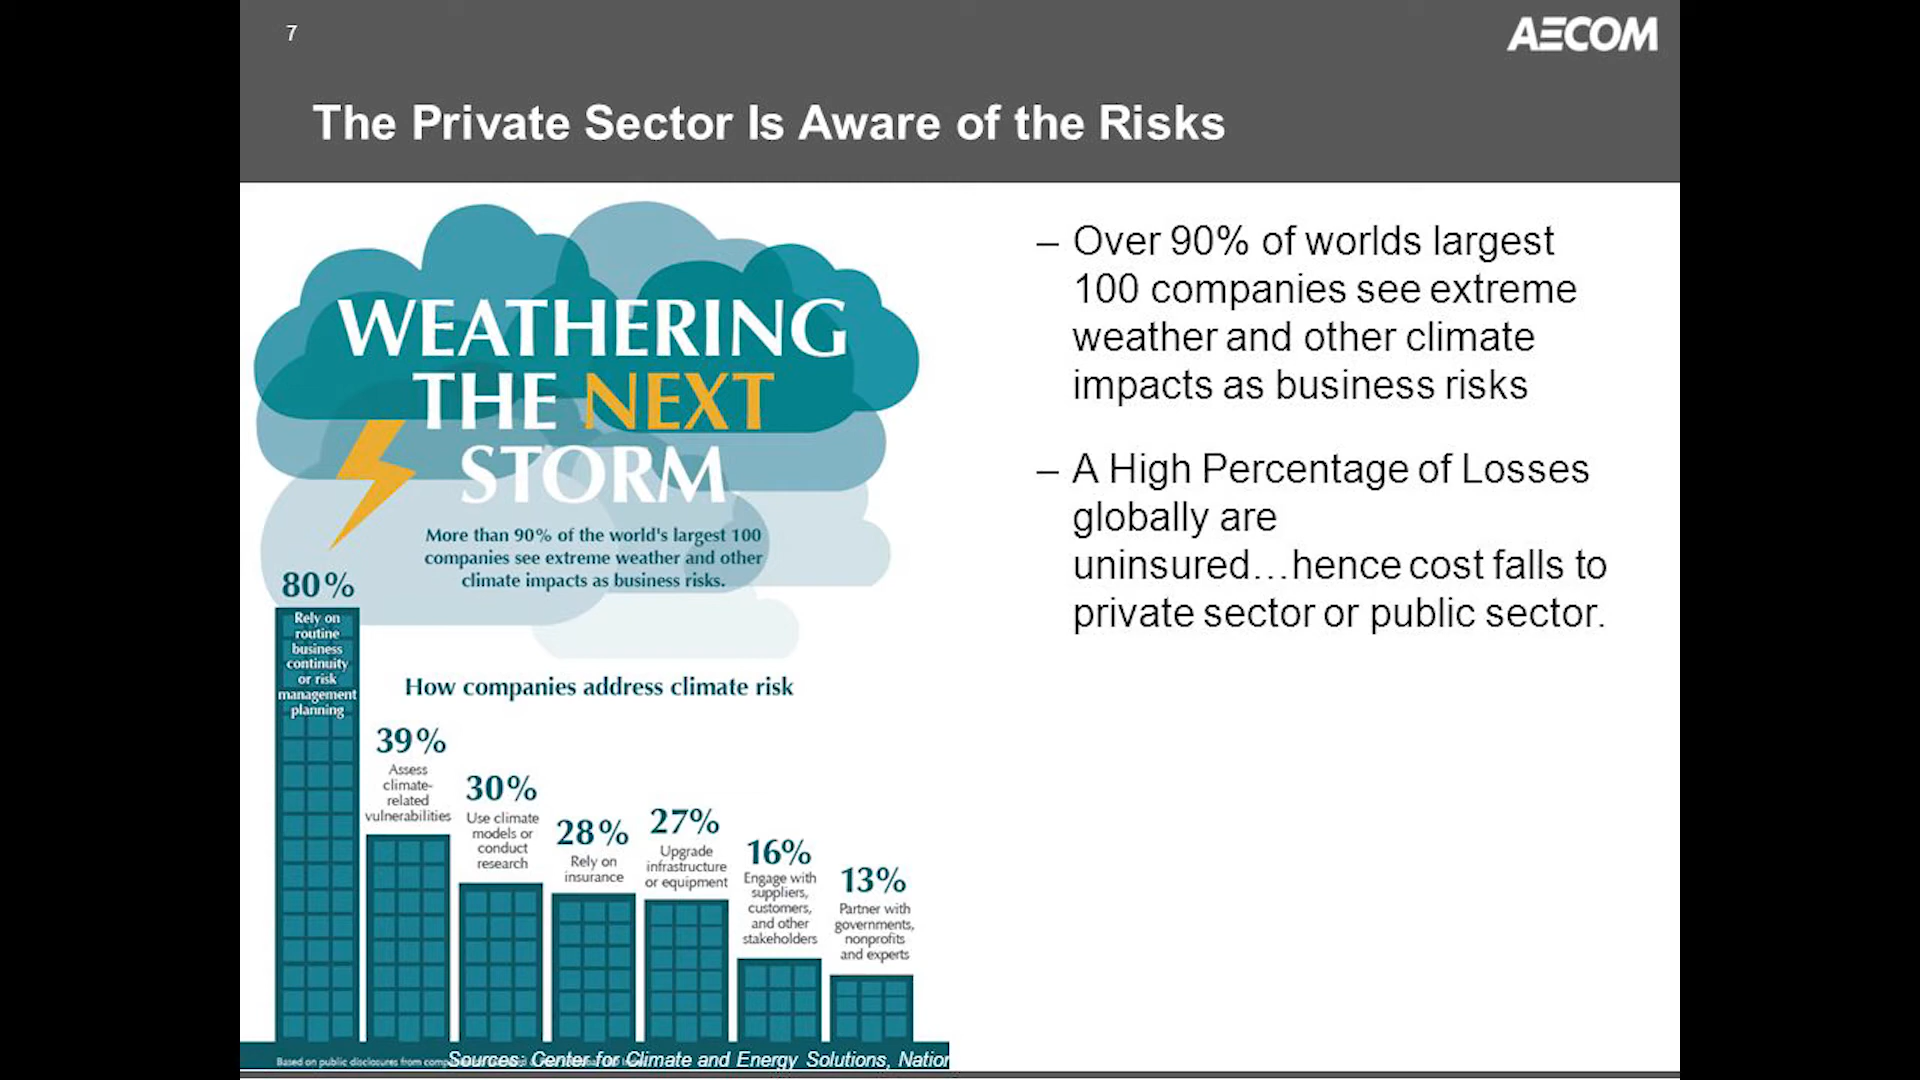 7
AECOM
The Private Sector Is Aware of the Risks
WEATHERING
THE NEXT
STORM
More than 90% of the world's largest 100
companies see extreme weather and other
climate impacts as business risks.
How companies address climate risk
80%
Rely on
routine
business
continuity
or risk
management
planning
39%
Assess
climate-
related
vulnerabilities
30%
Use climate
models or
conduct
research
28%
Rely on
insurance
27%
Upgrade
infrastructure
or equipment
16%
Engage with
suppliers,
customers,
and other
stakeholders
13%
Partner with
governments,
nonprofits
and experts
Based on public disclosures from
Sources: Center for Climate and Energy Solutions, Nation
– Over 90% of worlds largest
100 companies see extreme
weather and other climate
impacts as business risks
– A High Percentage of Losses
globally are
uninsured…hence cost falls to
private sector or public sector.